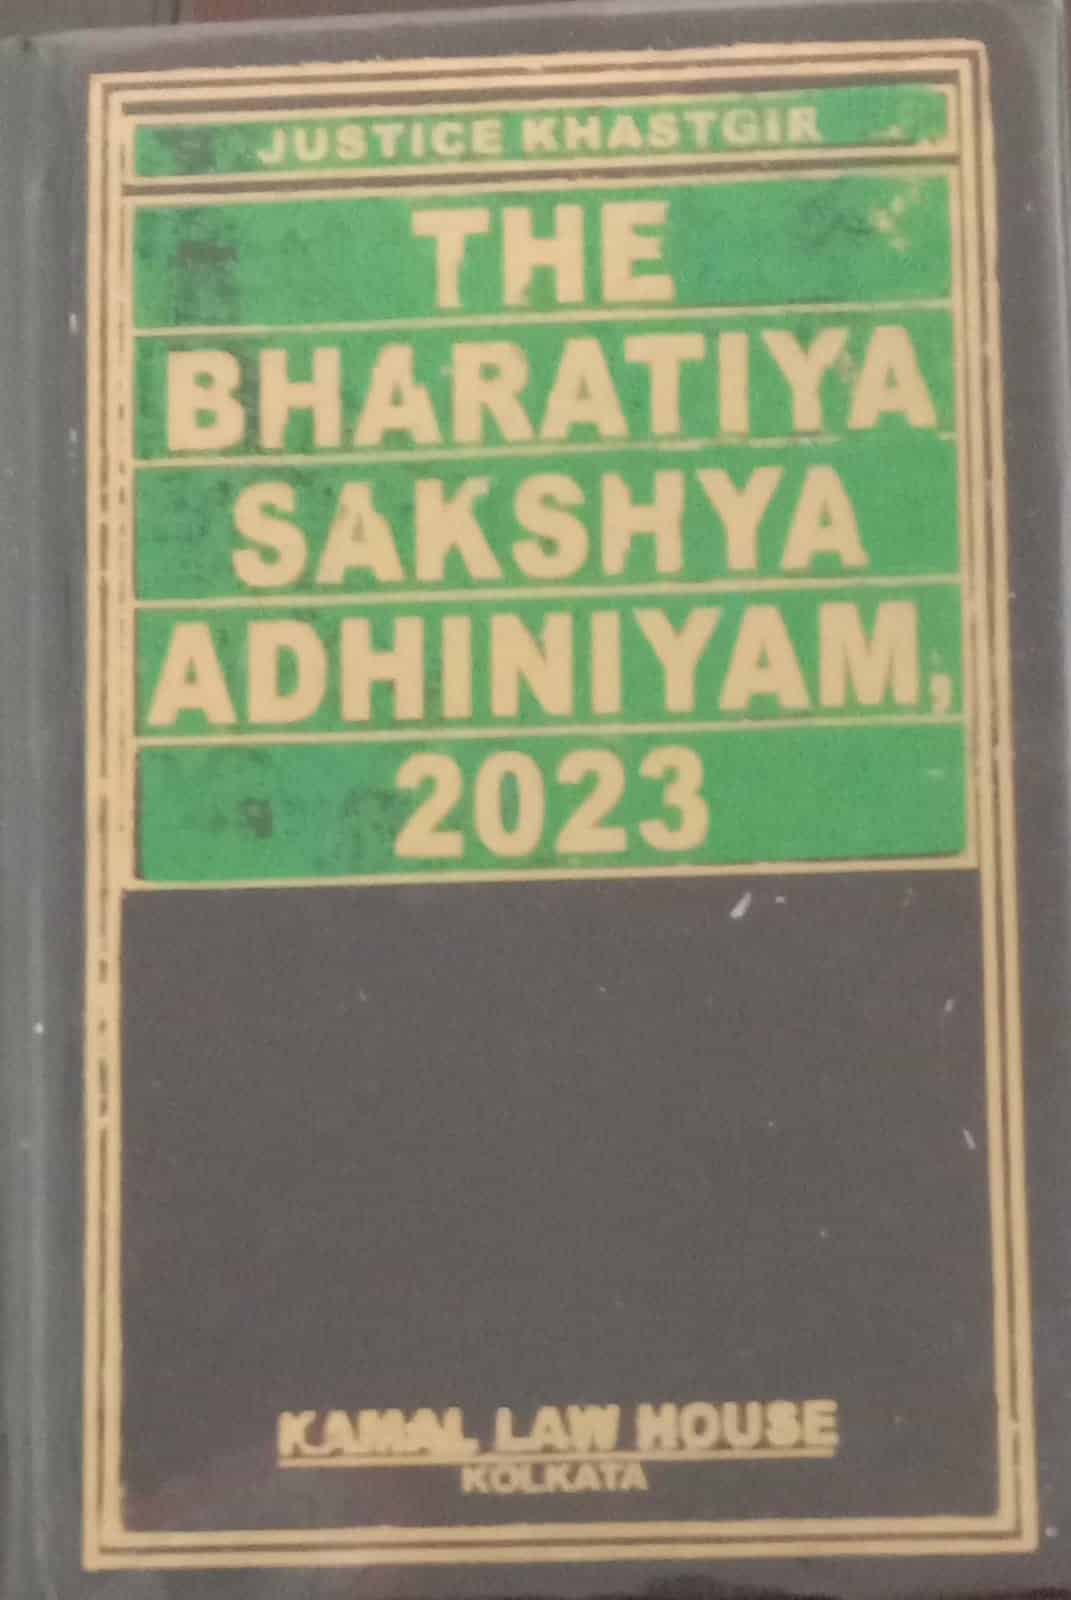 JUSTICE KHASTGIR
THE
BHARATIYA
SAKSHYA
ADHINIYAM,
2023
KAMAL LAW HOUSE
KOLKATA